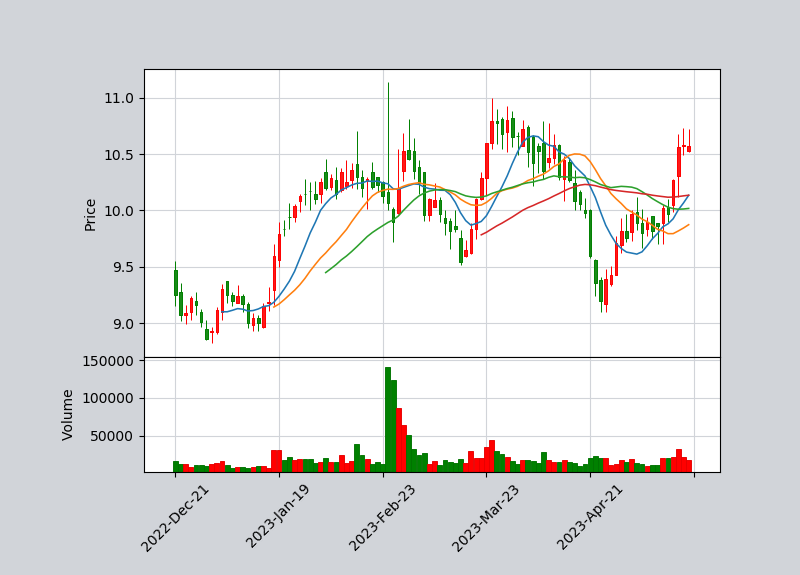 11.0
10.5
10.0
9.5
9.0
Price
150000
100000
50000
Volume
2022-Dec-21
2023-Jan-19
2023-Feb-23
2023-Mar-23
2023-Apr-21